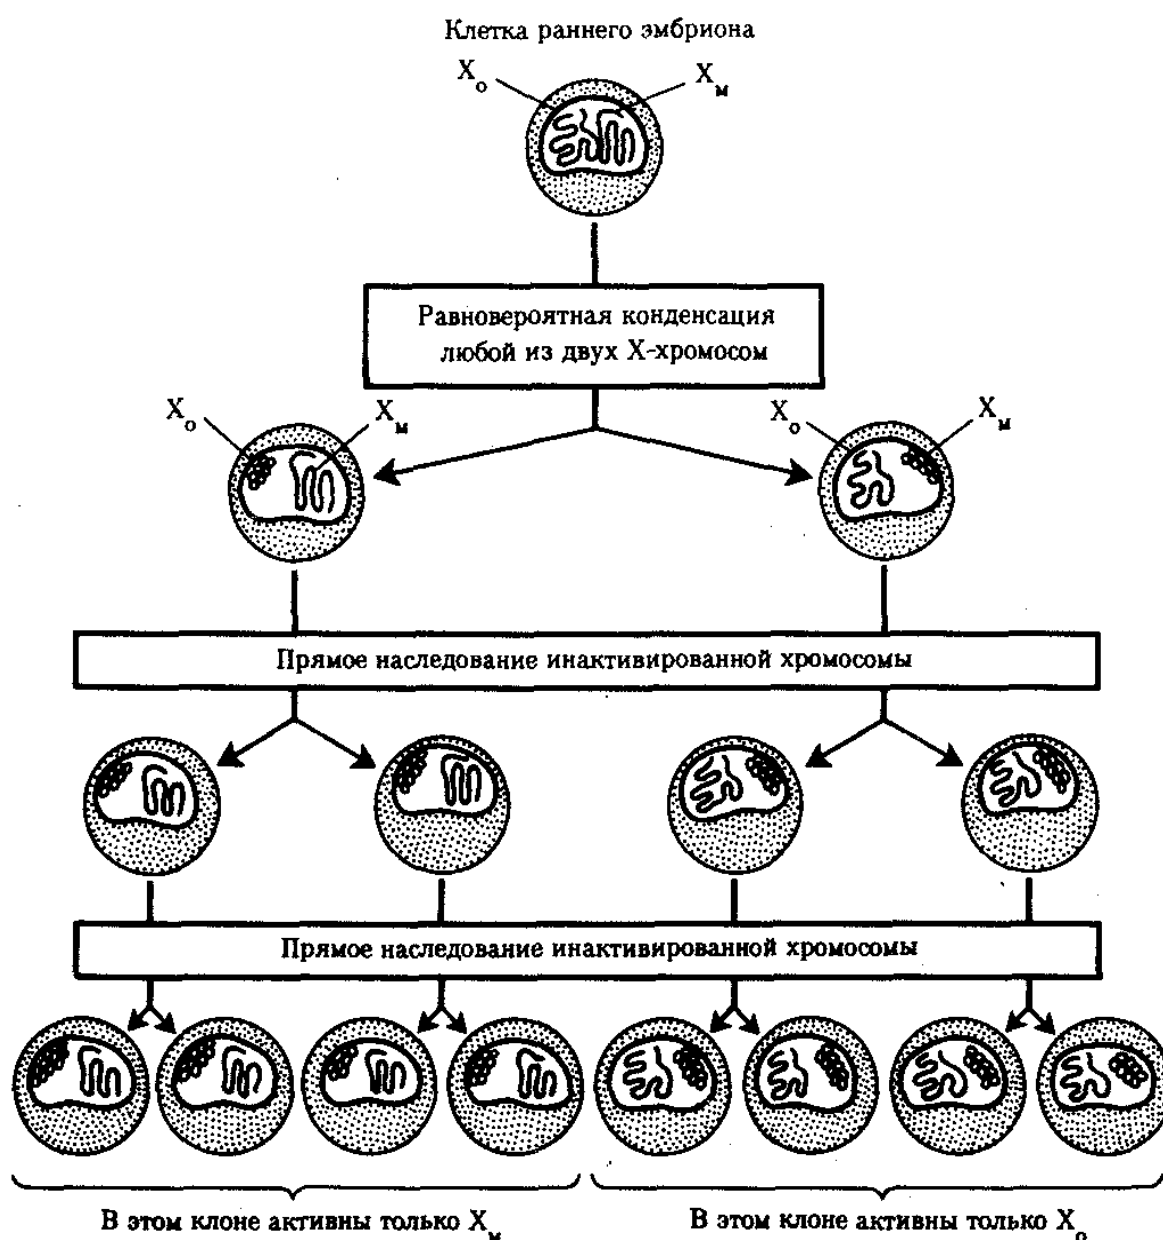 Клетка раннего эмбриона
Xо Xм
Равновероятная конденсация
любой из двух X-хромосом
Xо Xм Xо Xм
Прямое наследование инактивированной хромосомы
Прямое наследование инактивированной хромосомы
В этом клоне активны только Xм
В этом клоне активны только Xо